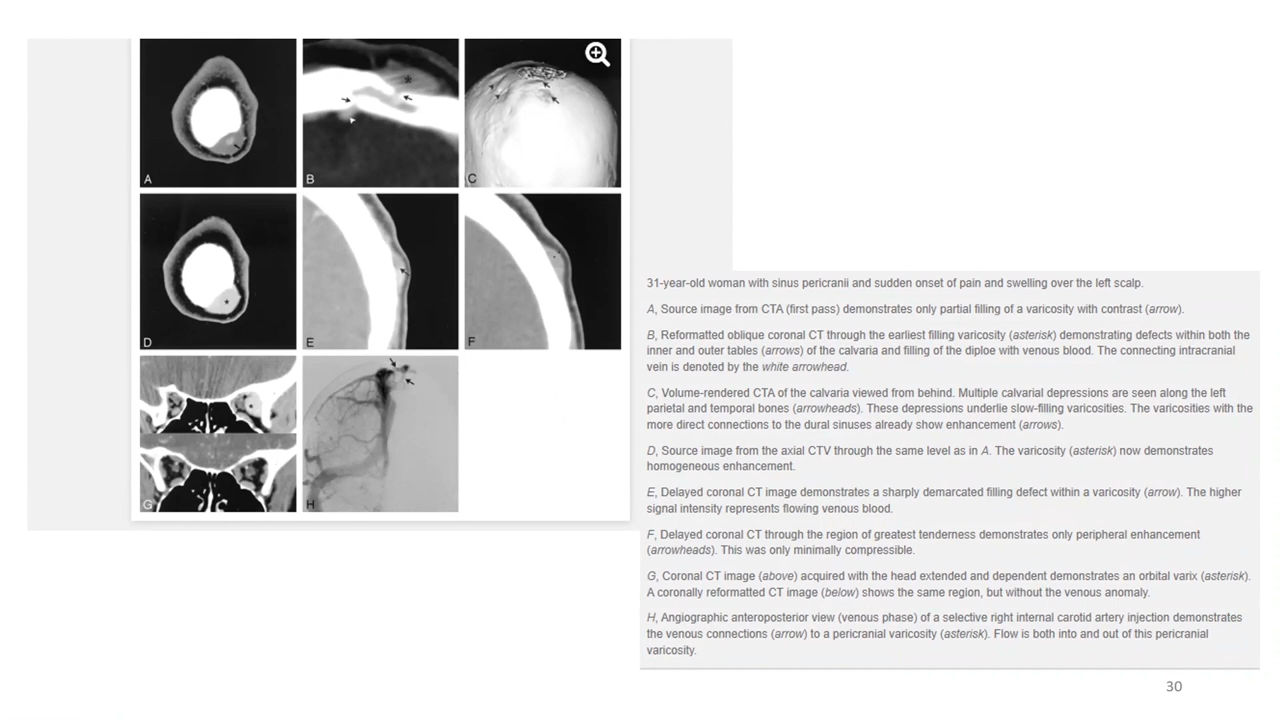 A
B
C
D
E
F
G
H
31-year-old woman with sinus pericranii and sudden onset of pain and swelling over the left scalp.
A, Source image from CTA (first pass) demonstrates only partial filling of a varicosity with contrast (arrow).
B, Reformatted oblique coronal CT through the earliest filling varicosity (asterisk) demonstrating defects within both the
inner and outer tables (arrows) of the calvaria and filling of the diploe with venous blood. The connecting intracranial
vein is denoted by the white arrowhead.
C, Volume-rendered CTA of the calvaria viewed from behind. Multiple calvarial depressions are seen along the left
parietal and temporal bones (arrowheads). These depressions underlie slow-filling varicosities. The varicosities with the
more direct connections to the dural sinuses already show enhancement (arrows).
D, Source image from the axial CTV through the same level as in A. The varicosity (asterisk) now demonstrates
homogeneous enhancement.
E, Delayed coronal CT image demonstrates a sharply demarcated filling defect within a varicosity (arrow). The higher
signal intensity represents flowing venous blood.
F, Delayed coronal CT through the region of greatest tenderness demonstrates only peripheral enhancement
(arrowheads). This was only minimally compressible.
G, Coronal CT image (above) acquired with the head extended and dependent demonstrates an orbital varix (asterisk).
A coronally reformatted CT image (below) shows the same region, but without the venous anomaly.
H, Angiographic anteroposterior view (venous phase) of a selective right internal carotid artery injection demonstrates
the venous connections (arrow) to a pericranial varicosity (asterisk). Flow is both into and out of this pericranial
varicosity.
30